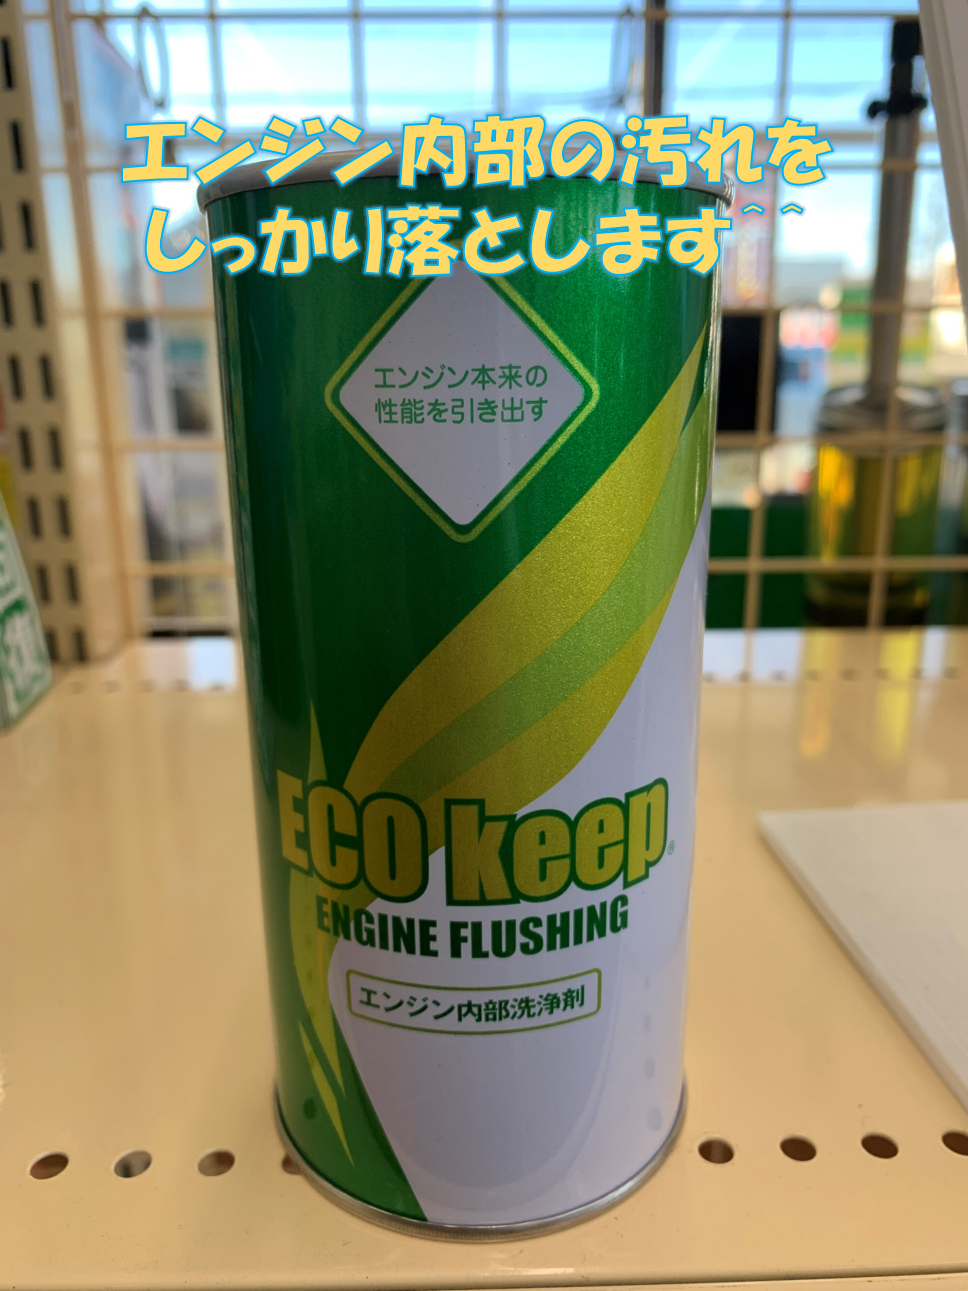 エンジン内部の汚れを
しっかり落とします^ ^
エンジン本来の
性能を引き出す
ECO keep®
ENGINE FLUSHING
エンジン内部洗浄剤